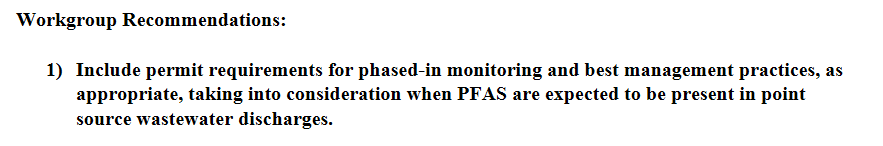 Workgroup Recommendations:
1) Include permit requirements for phased-in monitoring and best management practices, as
appropriate, taking into consideration when PFAS are expected to be present in point
source wastewater discharges.